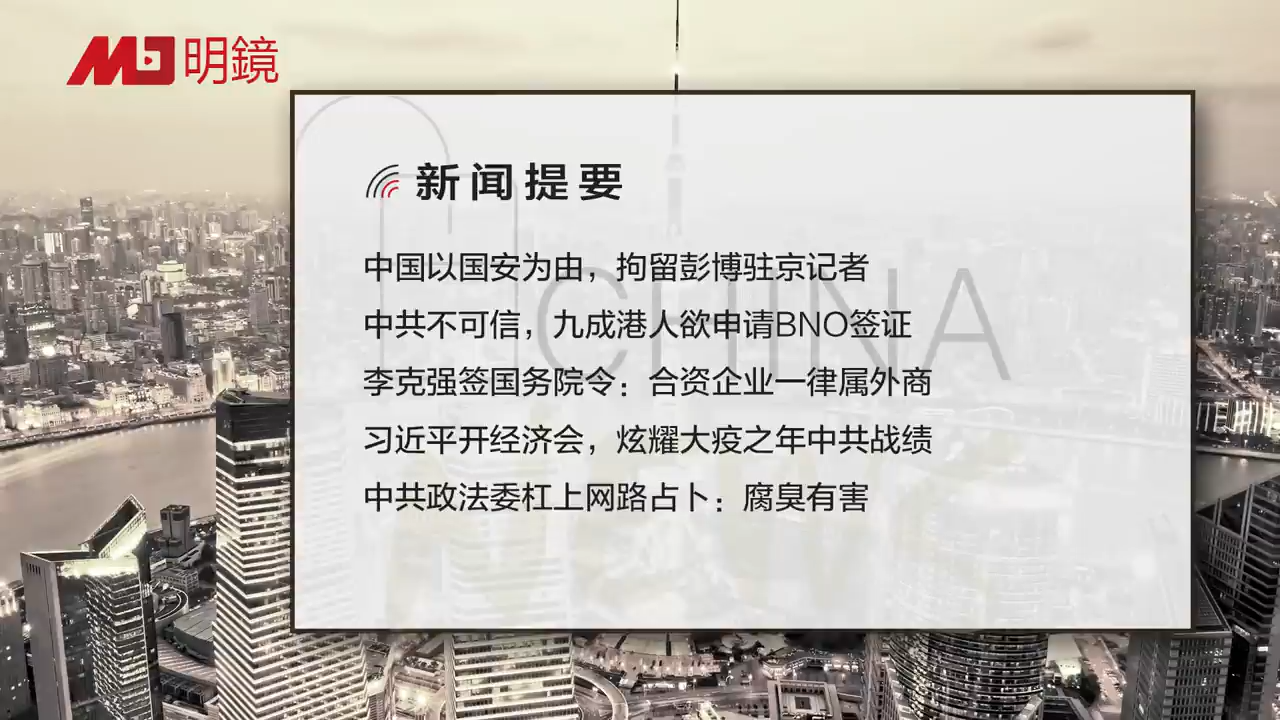 明鏡
新闻提要
CHINA
中国以国安为由，拘留彭博驻京记者
中共不可信，九成港人欲申请BNO签证
李克强签国务院令：合资企业一律属外商
习近平开经济会，炫耀大疫之年中共战绩
中共政法委杠上网路占卜：腐臭有害